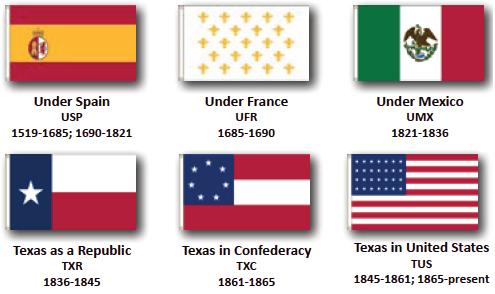 Under Spain
USP
1519-1685; 1690-1821
Under France
UFR
1685-1690
Under Mexico
UMX
1821-1836
Texas as a Republic
TXR
1836-1845
Texas in Confederacy
TXC
1861-1865
Texas in United States
TUS
1845-1861; 1865-present